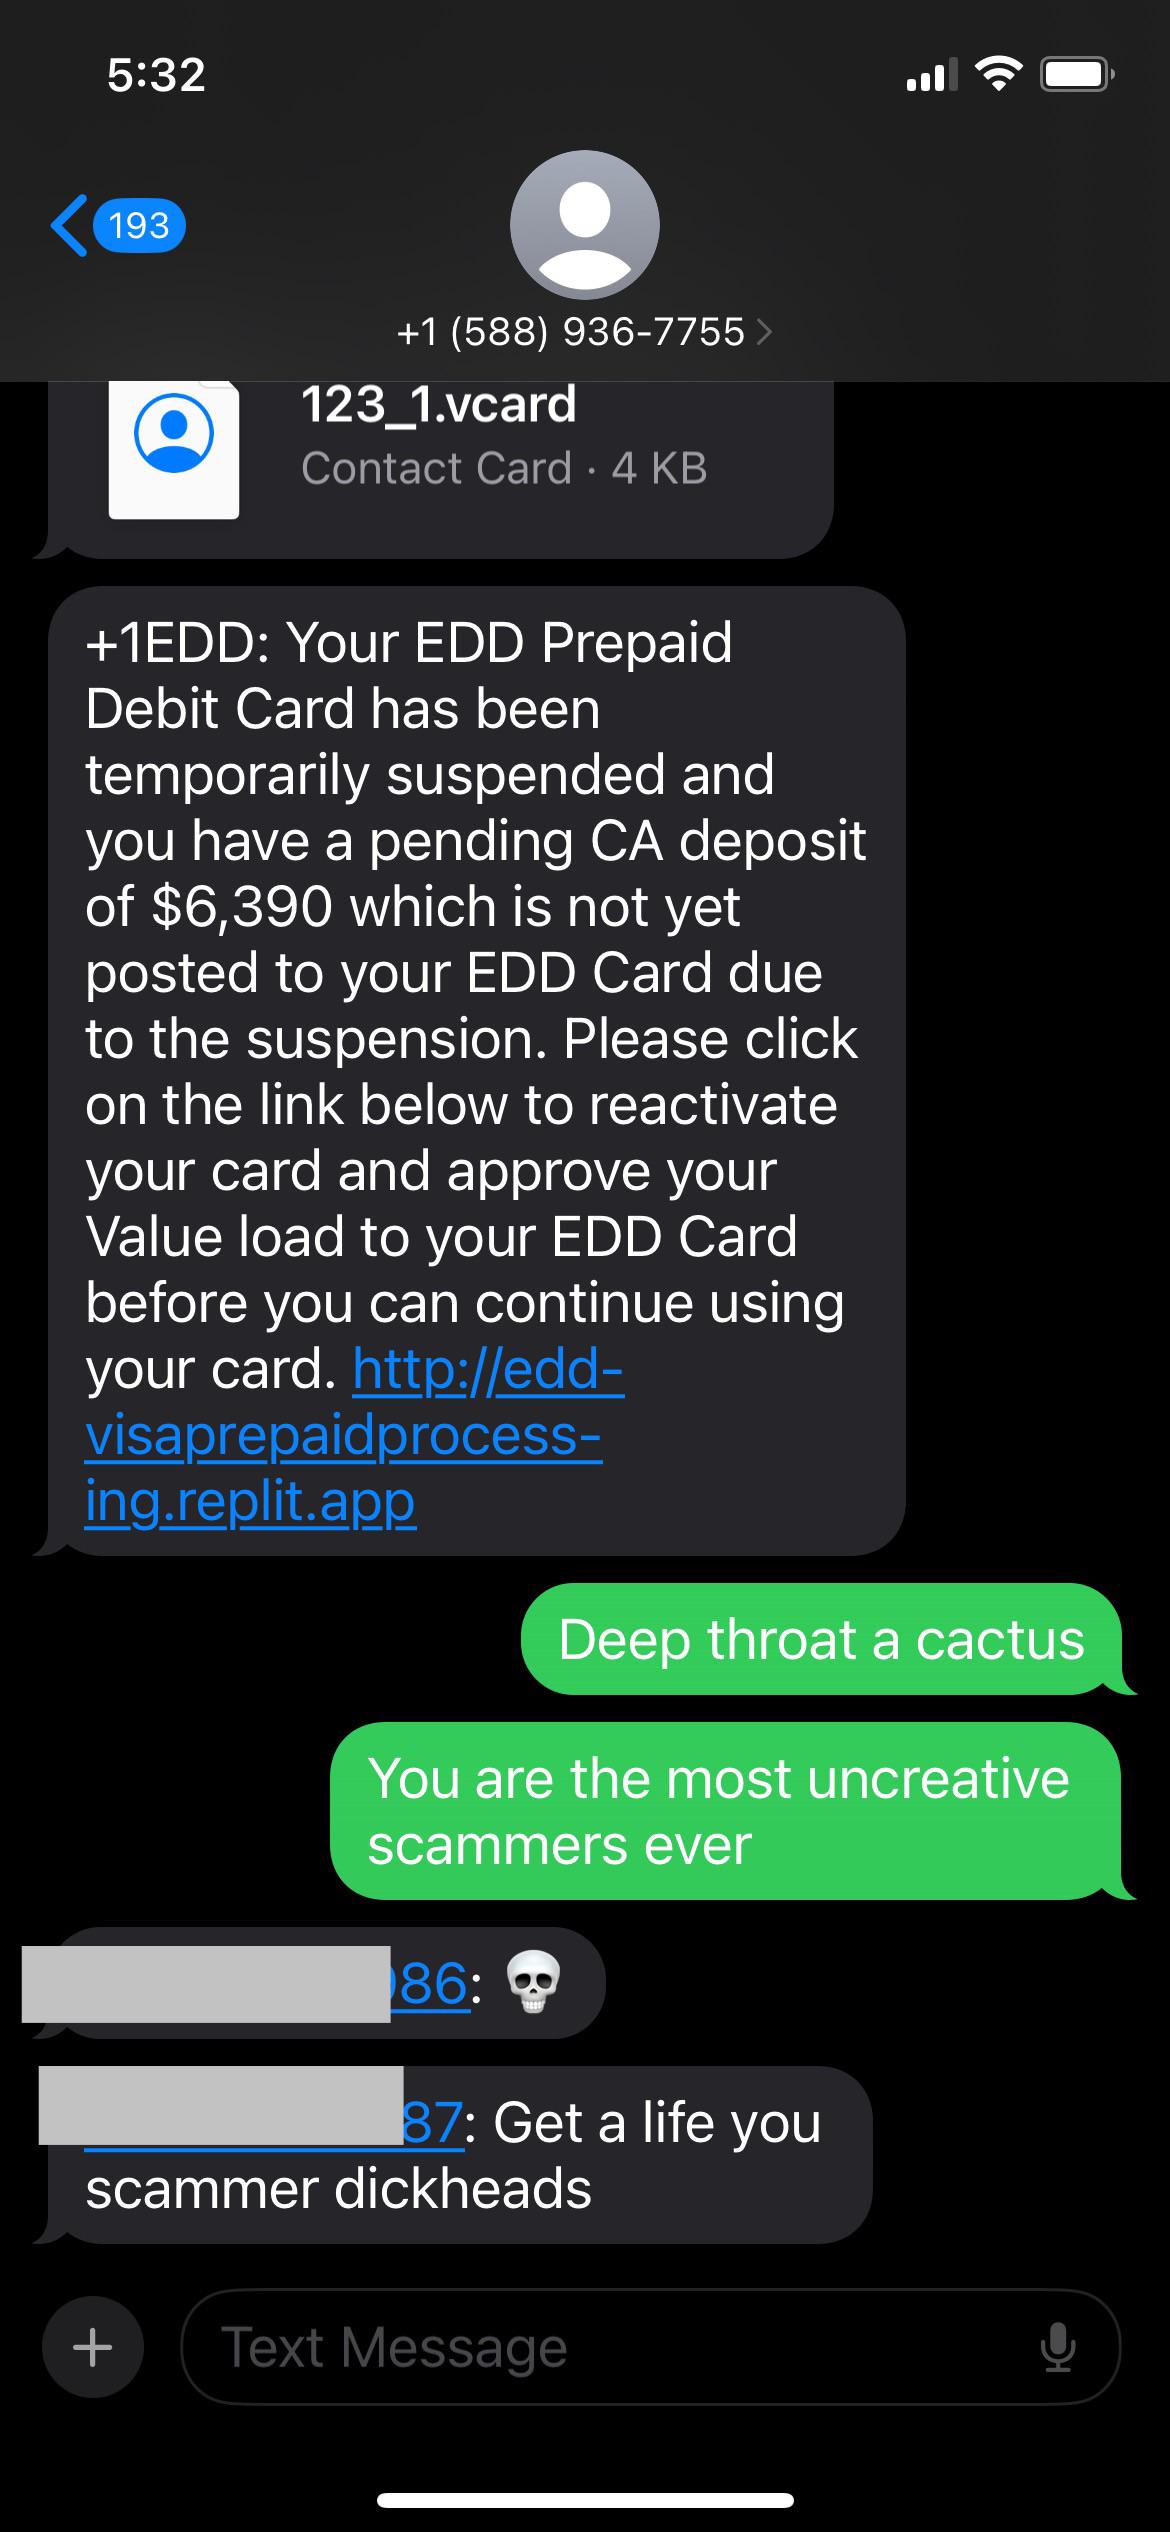 5:32
193
+1 (588) 936-7755
123_1.vcard
Contact Card · 4 KB
+1EDD: Your EDD Prepaid
Debit Card has been
temporarily suspended and
you have a pending CA deposit
of $6,390 which is not yet
posted to your EDD Card due
to the suspension. Please click
on the link below to reactivate
your card and approve your
Value load to your EDD Card
before you can continue using
your card. http://edd-
visaprepaidprocess-
ing.replit.app
Deep throat a cactus
You are the most uncreative
scammers ever
86: 💀
87: Get a life you
scammer dickheads
Text Message